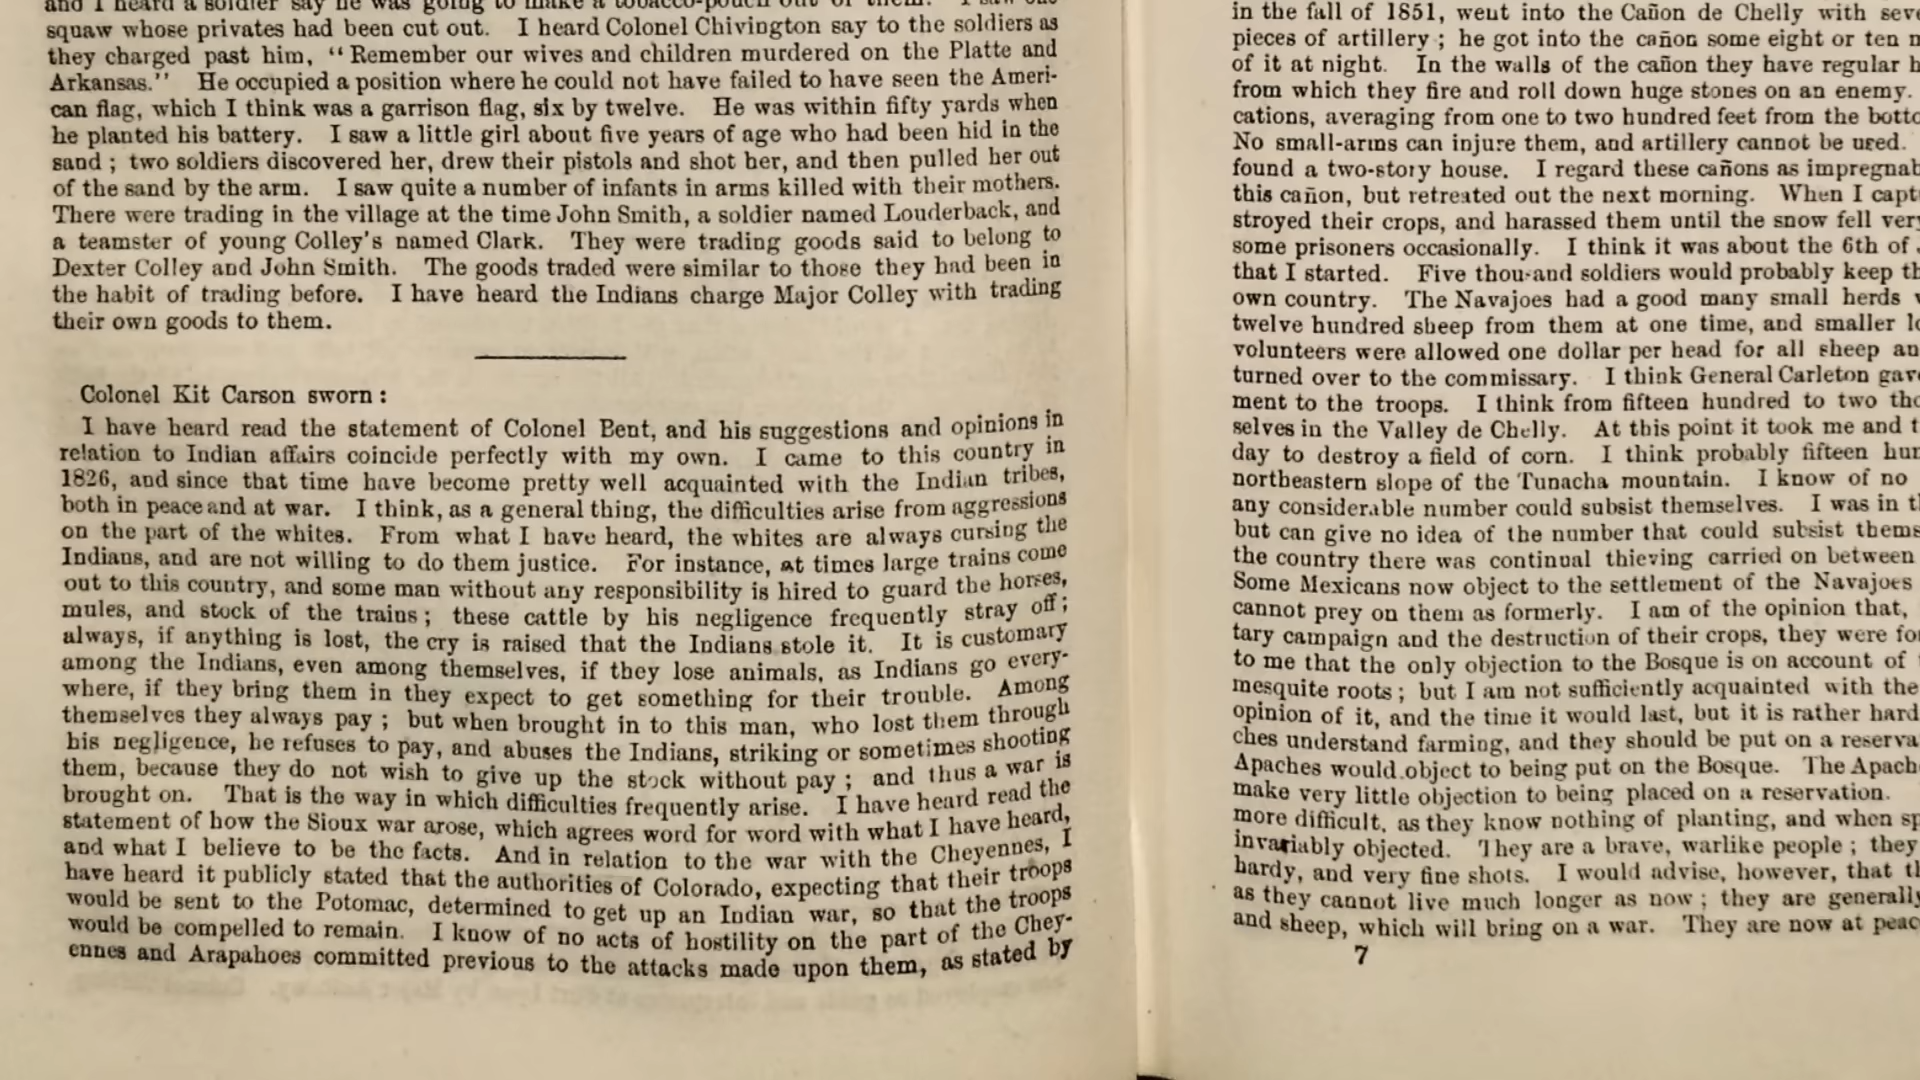 squaw whose privates had been cut out. I heard Colonel Chivington say to the soldiers as
they charged past him, “Remember our wives and children murdered on the Platte and
Arkansas.” He occupied a position where he could not have failed to have seen the Ameri-
can flag, which I think was a garrison flag, six by twelve. He was within fifty yards when
he planted his battery. I saw a little girl about five years of age who had been hid in the
sand; two soldiers discovered her, drew their pistols and shot her, and then pulled her out
of the sand by the arm. I saw quite a number of infants in arms killed with their mothers.
There were trading in the village at the time John Smith, a soldier named Louderback, and
a teamster of young Colley's named Clark. They were trading goods said to belong to
Dexter Colley and John Smith. The goods traded were similar to those they had been in
the habit of trading before. I have heard the Indians charge Major Colley with trading
their own goods to them.
Colonel Kit Carson sworn:
I have heard read the statement of Colonel Bent, and his suggestions and opinions in
relation to Indian affairs coincide perfectly with my own. I came to this country in
1826, and since that time have become pretty well acquainted with the Indian tribes,
both in peace and at war. I think, as a general thing, the difficulties arise from aggressions
on the part of the whites. From what I have heard, the whites are always cursing the
Indians, and are not willing to do them justice. For instance, at times large trains come
out to this country, and some man without any responsibility is hired to guard the horses,
mules, and stock of the trains; these cattle by his negligence frequently stray off;
always, if anything is lost, the cry is raised that the Indians stole it. It is customary
among the Indians, even among themselves, if they lose animals, as Indians go every-
where, if they bring them in they expect to get something for their trouble. Among
themselves they always pay; but when brought in to this man, who lost them through
his negligence, he refuses to pay, and abuses the Indians, striking or sometimes shooting
them, because they do not wish to give up the stock without pay; and thus a war is
brought on. That is the way in which difficulties frequently arise. I have heard read the
statement of how the Sioux war arose, which agrees word for word with what I have heard,
and what I believe to be the facts. And in relation to the war with the Cheyennes, I
have heard it publicly stated that the authorities of Colorado, expecting that their troops
would be sent to the Potomac, determined to get up an Indian war, so that the troops
would be compelled to remain. I know of no acts of hostility on the part of the Chey-
ennes and Arapahoes committed previous to the attacks made upon them, as stated by
in the fall of 1851, went into the Cañon de Chelly with
pieces of artillery; he got into the cañon some eight or ten
of it at night. In the walls of the cañon they have regular
from which they fire and roll down huge stones on an enemy.
cations, averaging from one to two hundred feet from the
No small-arms can injure them, and artillery cannot be used.
found a two-story house. I regard these cañons as
this cañon, but retreated out the next morning. When I
stroyed their crops, and harassed them until the snow fell
some prisoners occasionally. I think it was about the 6th of
that I started. Five thousand soldiers would probably keep
own country. The Navajoes had a good many small herds
twelve hundred sheep from them at one time, and smaller
volunteers were allowed one dollar per head for all sheep
turned over to the commissary. I think General Carleton
ment to the troops. I think from fifteen hundred to two
selves in the Valley de Chelly. At this point it took me and
day to destroy a field of corn. I think probably fifteen
northeastern slope of the Tunacha mountain. I know of no
any considerable number could subsist themselves. I was in
but can give no idea of the number that could subsist
the country there was continual thieving carried on between
Some Mexicans now object to the settlement of the Navajoes
cannot prey on them as formerly. I am of the opinion that,
tary campaign and the destruction of their crops, they were
to me that the only objection to the Bosque is on account of
mesquite roots; but I am not sufficiently acquainted with the
opinion of it, and the time it would last, but it is rather hard
ches understand farming, and they should be put on a
Apaches would object to being put on the Bosque. The
make very little objection to being placed on a reservation.
more difficult, as they know nothing of planting, and when
invariably objected. They are a brave, warlike people; they
hardy, and very fine shots. I would advise, however, that
as they cannot live much longer as now; they are generally
and sheep, which will bring on a war. They are now at
7